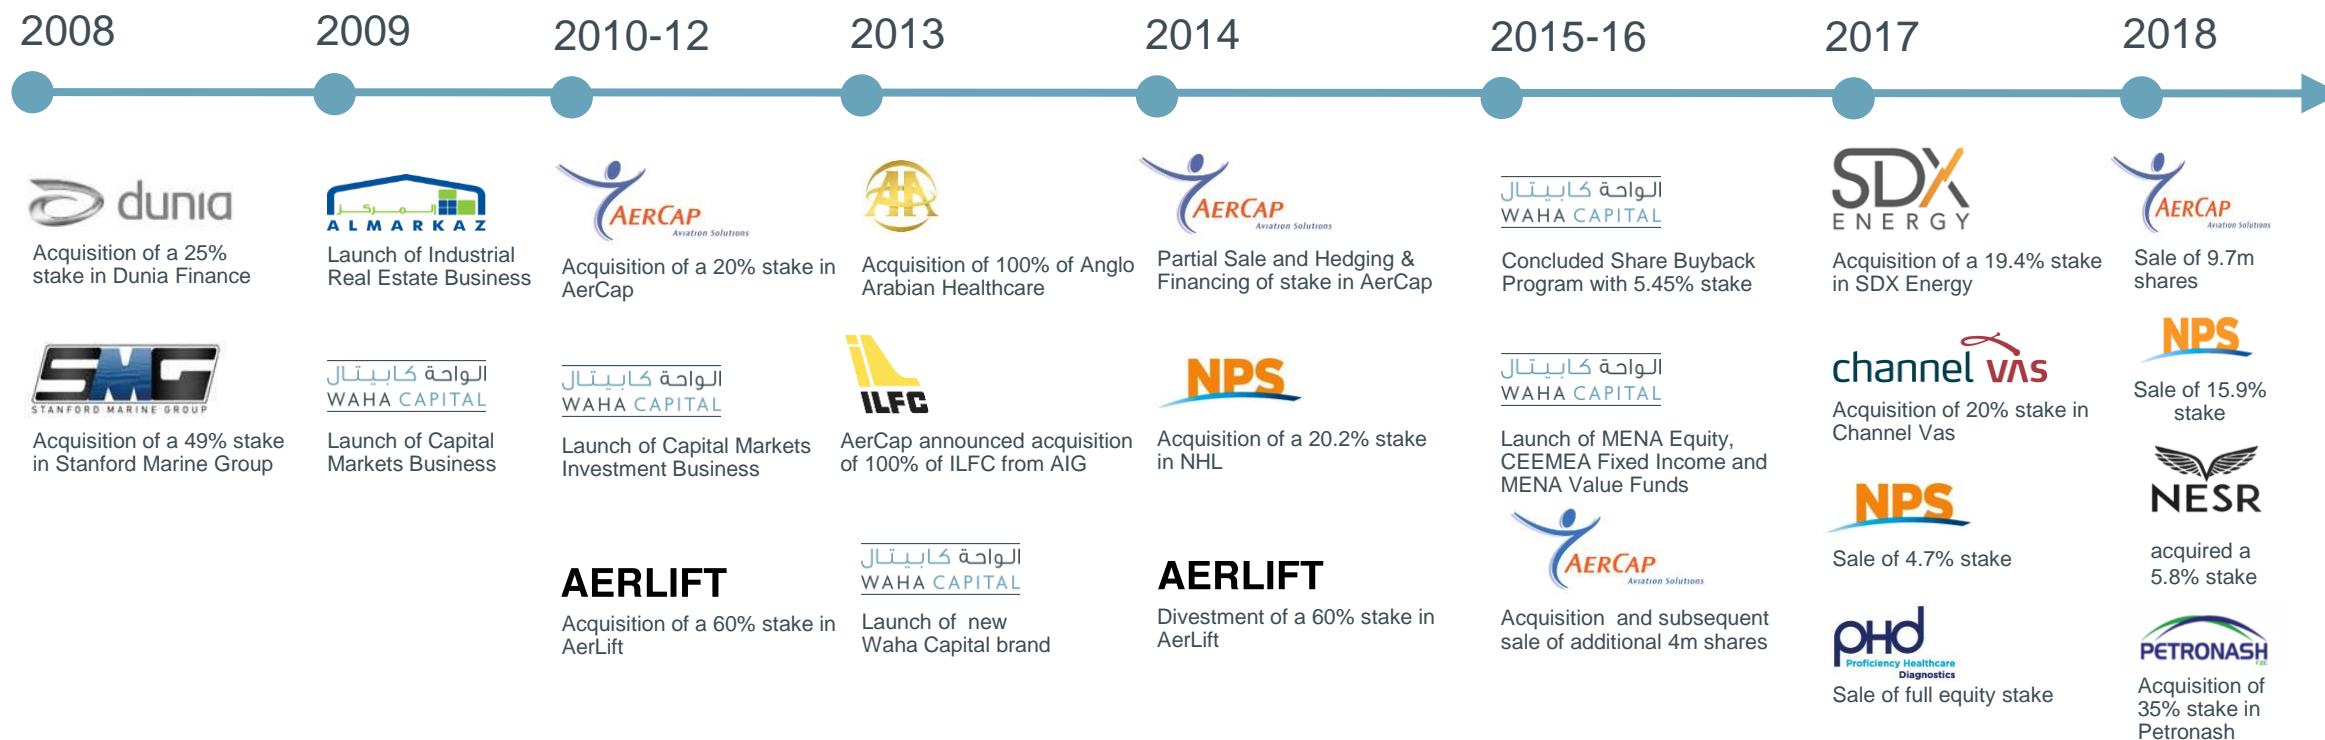 2008
2009
2010-12
2013
2014
2015-16
2017
2018
dunia
Acquisition of a 25%
stake in Dunia Finance
SMG
STANFORD MARINE GROUP
Acquisition of a 49% stake
in Stanford Marine Group
المركز
ALMARKAZ
Launch of Industrial
Real Estate Business
الواحة كابيتال
WAHA CAPITAL
Launch of Capital
Markets Business
AERCAP
Aviation Solutions
Acquisition of a 20% stake in
AerCap
الواحة كابيتال
WAHA CAPITAL
Launch of Capital Markets
Investment Business
AERLIFT
Acquisition of a 60% stake in
AerLift
Acquisition of 100% of Anglo
Arabian Healthcare
ILFC
AerCap announced acquisition
of 100% of ILFC from AIG
الواحة كابيتال
WAHA CAPITAL
Launch of new
Waha Capital brand
AERCAP
Aviation Solutions
Partial Sale and Hedging &
Financing of stake in AerCap
NPS
Acquisition of a 20.2% stake
in NHL
AERLIFT
Divestment of a 60% stake in
AerLift
الواحة كابيتال
WAHA CAPITAL
Concluded Share Buyback
Program with 5.45% stake
الواحة كابيتال
WAHA CAPITAL
Launch of MENA Equity,
CEEMEA Fixed Income and
MENA Value Funds
AERCAP
Aviation Solutions
Acquisition and subsequent
sale of additional 4m shares
SDX
ENERGY
Acquisition of a 19.4% stake
in SDX Energy
channel VAS
Acquisition of 20% stake in
Channel Vas
NPS
Sale of 4.7% stake
pHd
Proficiency Healthcare
Diagnostics
Sale of full equity stake
AERCAP
Aviation Solutions
Sale of 9.7m
shares
NPS
Sale of 15.9%
stake
NESR
acquired a
5.8% stake
PETRONASH
FZE
Acquisition of
35% stake in
Petronash